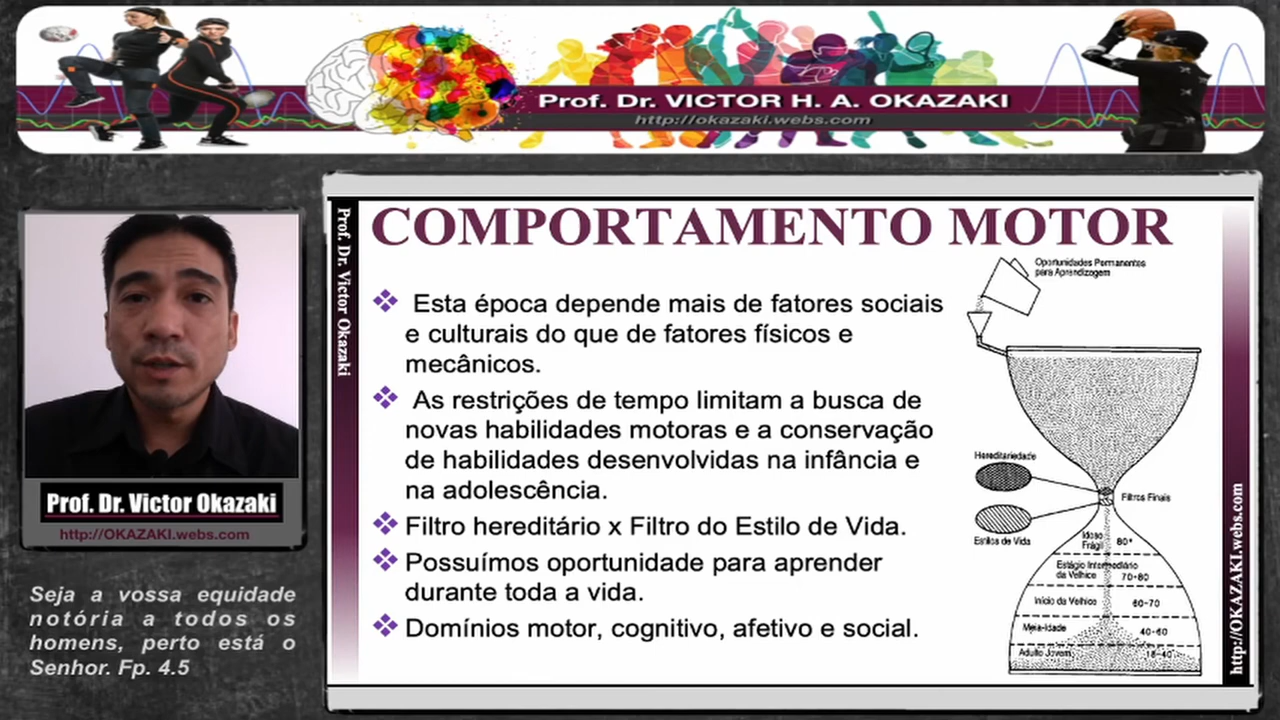 Prof. Dr. VICTOR H. A. OKAZAKI
http://okazaki.webs.com
Prof. Dr. Victor Okazaki
http://OKAZAKI.webs.com
Seja a vossa equidade
notória a todos os
homens, perto está o
Senhor. Fp. 4.5
Prof. Dr. Victor Okazaki
COMPORTAMENTO MOTOR
Esta época depende mais de fatores sociais
e culturais do que de fatores físicos e
mecânicos.
As restrições de tempo limitam a busca de
novas habilidades motoras e a conservação
de habilidades desenvolvidas na infância e
na adolescência.
Filtro hereditário x Filtro do Estilo de Vida.
Possuímos oportunidade para aprender
durante toda a vida.
Domínios motor, cognitivo, afetivo e social.
Oportunidades Permanentes
para Aprendizagem
Hereditariedade
Filtros Finais
Estilos de Vida
Idoso
Frágil 80+
Estágio Intermediário
da Velhice 70-80
Início da Velhice 60-70
Meia-Idade 40-60
Adulto Jovem 18-40
http://OKAZAKI.webs.com